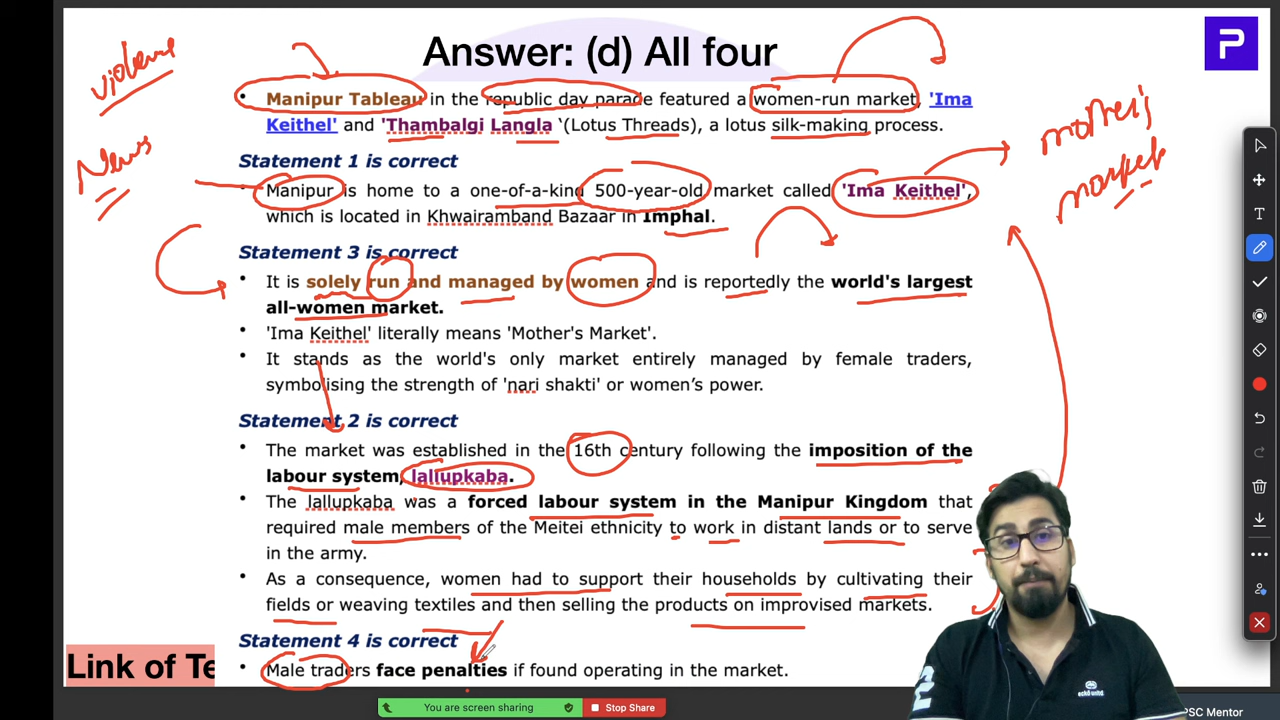 Answer: (d) All four
P
violence
News
mother's
market
• Manipur Tableau in the republic day parade featured a women-run market, 'Ima
Keithel' and 'Thambalgi Langla '(Lotus Threads), a lotus silk-making process.
Statement 1 is correct
• Manipur is home to a one-of-a-kind 500-year-old market called 'Ima Keithel',
which is located in Khwairamband Bazaar in Imphal.
Statement 3 is correct
• It is solely run and managed by women and is reportedly the world's largest
all-women market.
• 'Ima Keithel' literally means 'Mother's Market'.
• It stands as the world's only market entirely managed by female traders,
symbolising the strength of 'nari shakti' or women's power.
Statement 2 is correct
• The market was established in the 16th century following the imposition of the
labour system, lallupkaba.
• The lallupkaba was a forced labour system in the Manipur Kingdom that
required male members of the Meitei ethnicity to work in distant lands or to serve
in the army.
• As a consequence, women had to support their households by cultivating their
fields or weaving textiles and then selling the products on improvised markets.
Statement 4 is correct
• Male traders face penalties if found operating in the market.
Link of Te
You are screen sharing
Stop Share
PSC Mentor
2
T